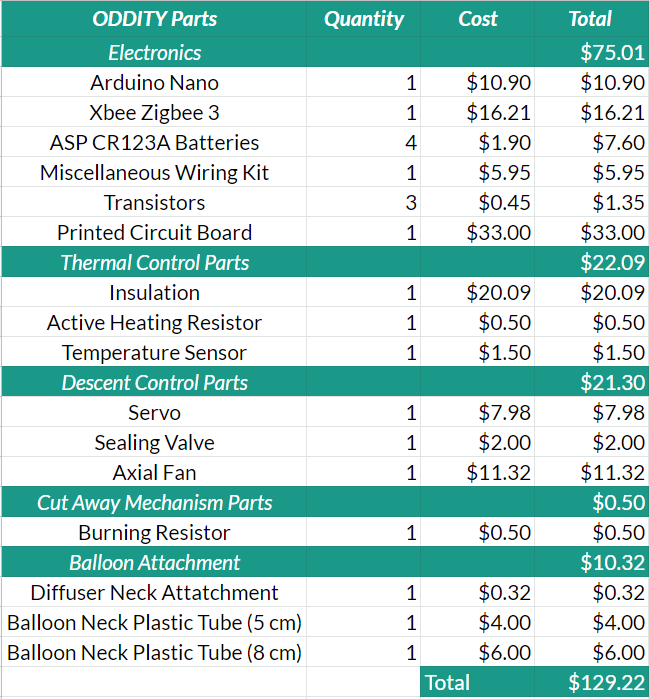 ODDITY Parts Quantity Cost Total
Electronics $75.01
Arduino Nano 1 $10.90 $10.90
Xbee Zigbee 3 1 $16.21 $16.21
ASP CR123A Batteries 4 $1.90 $7.60
Miscellaneous Wiring Kit 1 $5.95 $5.95
Transistors 3 $0.45 $1.35
Printed Circuit Board 1 $33.00 $33.00
Thermal Control Parts $22.09
Insulation 1 $20.09 $20.09
Active Heating Resistor 1 $0.50 $0.50
Temperature Sensor 1 $1.50 $1.50
Descent Control Parts $21.30
Servo 1 $7.98 $7.98
Sealing Valve 1 $2.00 $2.00
Axial Fan 1 $11.32 $11.32
Cut Away Mechanism Parts $0.50
Burning Resistor 1 $0.50 $0.50
Balloon Attachment $10.32
Diffuser Neck Attatchment 1 $0.32 $0.32
Balloon Neck Plastic Tube (5 cm) 1 $4.00 $4.00
Balloon Neck Plastic Tube (8 cm) 1 $6.00 $6.00
Total $129.22